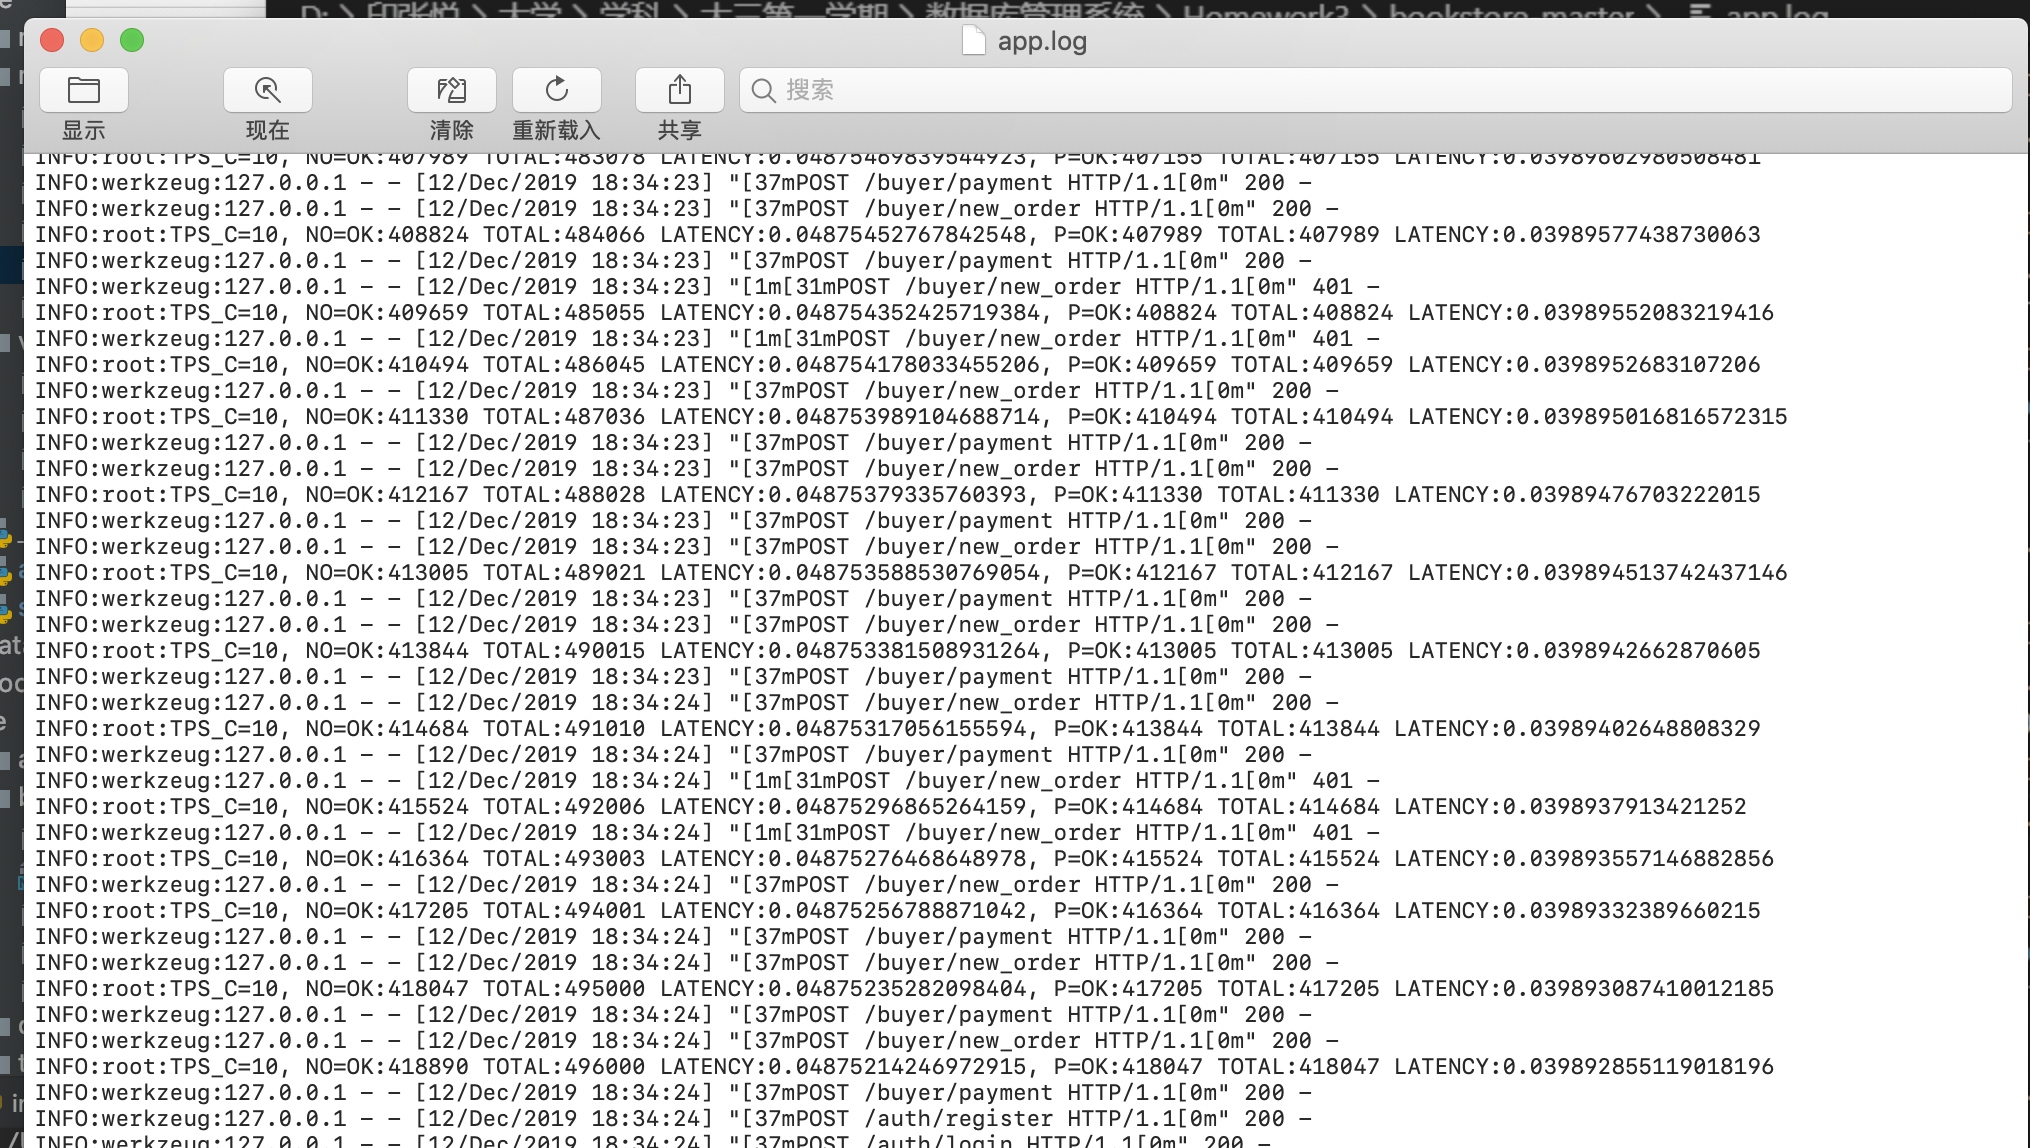 app.log
显示
现在
清除
重新载入
共享
搜索
INFO:root:TPS_C=10, NO=OK:407989 TOTAL:483078 LATENCY:0.04875469839544923, P=OK:407155 TOTAL:407155 LATENCY:0.03989602980508481
INFO:werkzeug:127.0.0.1 - - [12/Dec/2019 18:34:23] "[37mPOST /buyer/payment HTTP/1.1[0m" 200 -
INFO:werkzeug:127.0.0.1 - - [12/Dec/2019 18:34:23] "[37mPOST /buyer/new_order HTTP/1.1[0m" 200 -
INFO:root:TPS_C=10, NO=OK:408824 TOTAL:484066 LATENCY:0.04875452767842548, P=OK:407989 TOTAL:407989 LATENCY:0.03989577438730063
INFO:werkzeug:127.0.0.1 - - [12/Dec/2019 18:34:23] "[37mPOST /buyer/payment HTTP/1.1[0m" 200 -
INFO:werkzeug:127.0.0.1 - - [12/Dec/2019 18:34:23] "[1m[31mPOST /buyer/new_order HTTP/1.1[0m" 401 -
INFO:root:TPS_C=10, NO=OK:409659 TOTAL:485055 LATENCY:0.048754352425719384, P=OK:408824 TOTAL:408824 LATENCY:0.03989552083219416
INFO:werkzeug:127.0.0.1 - - [12/Dec/2019 18:34:23] "[1m[31mPOST /buyer/new_order HTTP/1.1[0m" 401 -
INFO:root:TPS_C=10, NO=OK:410494 TOTAL:486045 LATENCY:0.048754178033455206, P=OK:409659 TOTAL:409659 LATENCY:0.0398952683107206
INFO:werkzeug:127.0.0.1 - - [12/Dec/2019 18:34:23] "[37mPOST /buyer/new_order HTTP/1.1[0m" 200 -
INFO:root:TPS_C=10, NO=OK:411330 TOTAL:487036 LATENCY:0.048753989104688714, P=OK:410494 TOTAL:410494 LATENCY:0.039895016816572315
INFO:werkzeug:127.0.0.1 - - [12/Dec/2019 18:34:23] "[37mPOST /buyer/payment HTTP/1.1[0m" 200 -
INFO:werkzeug:127.0.0.1 - - [12/Dec/2019 18:34:23] "[37mPOST /buyer/new_order HTTP/1.1[0m" 200 -
INFO:root:TPS_C=10, NO=OK:412167 TOTAL:488028 LATENCY:0.04875379335760393, P=OK:411330 TOTAL:411330 LATENCY:0.03989476703222015
INFO:werkzeug:127.0.0.1 - - [12/Dec/2019 18:34:23] "[37mPOST /buyer/payment HTTP/1.1[0m" 200 -
INFO:werkzeug:127.0.0.1 - - [12/Dec/2019 18:34:23] "[37mPOST /buyer/new_order HTTP/1.1[0m" 200 -
INFO:root:TPS_C=10, NO=OK:413005 TOTAL:489021 LATENCY:0.048753588530769054, P=OK:412167 TOTAL:412167 LATENCY:0.039894513742437146
INFO:werkzeug:127.0.0.1 - - [12/Dec/2019 18:34:23] "[37mPOST /buyer/payment HTTP/1.1[0m" 200 -
INFO:werkzeug:127.0.0.1 - - [12/Dec/2019 18:34:23] "[37mPOST /buyer/new_order HTTP/1.1[0m" 200 -
INFO:root:TPS_C=10, NO=OK:413844 TOTAL:490015 LATENCY:0.048753381508931264, P=OK:413005 TOTAL:413005 LATENCY:0.0398942662870605
INFO:werkzeug:127.0.0.1 - - [12/Dec/2019 18:34:23] "[37mPOST /buyer/payment HTTP/1.1[0m" 200 -
INFO:werkzeug:127.0.0.1 - - [12/Dec/2019 18:34:24] "[37mPOST /buyer/new_order HTTP/1.1[0m" 200 -
INFO:root:TPS_C=10, NO=OK:414684 TOTAL:491010 LATENCY:0.04875317056155594, P=OK:413844 TOTAL:413844 LATENCY:0.03989402648808329
INFO:werkzeug:127.0.0.1 - - [12/Dec/2019 18:34:24] "[37mPOST /buyer/payment HTTP/1.1[0m" 200 -
INFO:werkzeug:127.0.0.1 - - [12/Dec/2019 18:34:24] "[1m[31mPOST /buyer/new_order HTTP/1.1[0m" 401 -
INFO:root:TPS_C=10, NO=OK:415524 TOTAL:492006 LATENCY:0.04875296865264159, P=OK:414684 TOTAL:414684 LATENCY:0.0398937913421252
INFO:werkzeug:127.0.0.1 - - [12/Dec/2019 18:34:24] "[1m[31mPOST /buyer/new_order HTTP/1.1[0m" 401 -
INFO:root:TPS_C=10, NO=OK:416364 TOTAL:493003 LATENCY:0.04875276468648978, P=OK:415524 TOTAL:415524 LATENCY:0.039893557146882856
INFO:werkzeug:127.0.0.1 - - [12/Dec/2019 18:34:24] "[37mPOST /buyer/new_order HTTP/1.1[0m" 200 -
INFO:root:TPS_C=10, NO=OK:417205 TOTAL:494001 LATENCY:0.04875256788871042, P=OK:416364 TOTAL:416364 LATENCY:0.03989332389660215
INFO:werkzeug:127.0.0.1 - - [12/Dec/2019 18:34:24] "[37mPOST /buyer/payment HTTP/1.1[0m" 200 -
INFO:werkzeug:127.0.0.1 - - [12/Dec/2019 18:34:24] "[37mPOST /buyer/new_order HTTP/1.1[0m" 200 -
INFO:root:TPS_C=10, NO=OK:418047 TOTAL:495000 LATENCY:0.04875235282098404, P=OK:417205 TOTAL:417205 LATENCY:0.039893087410012185
INFO:werkzeug:127.0.0.1 - - [12/Dec/2019 18:34:24] "[37mPOST /buyer/payment HTTP/1.1[0m" 200 -
INFO:werkzeug:127.0.0.1 - - [12/Dec/2019 18:34:24] "[37mPOST /buyer/new_order HTTP/1.1[0m" 200 -
INFO:root:TPS_C=10, NO=OK:418890 TOTAL:496000 LATENCY:0.04875214246972915, P=OK:418047 TOTAL:418047 LATENCY:0.039892855119018196
INFO:werkzeug:127.0.0.1 - - [12/Dec/2019 18:34:24] "[37mPOST /buyer/payment HTTP/1.1[0m" 200 -
INFO:werkzeug:127.0.0.1 - - [12/Dec/2019 18:34:24] "[37mPOST /auth/register HTTP/1.1[0m" 200 -
INFO:werkzeug:127.0.0.1 - - [12/Dec/2019 18:34:24] "[37mPOST /auth/login HTTP/1.1[0m" 200 -